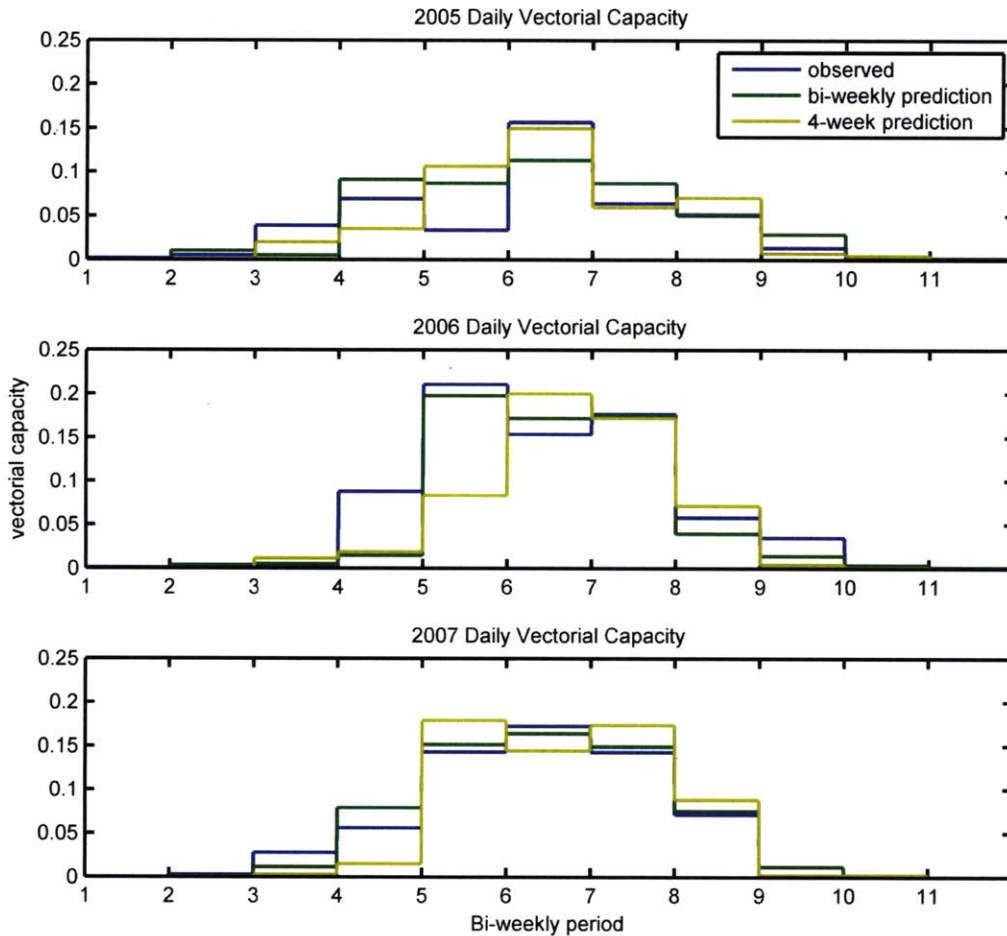 2005 Daily Vectorial Capacity
0.25
0.2
0.15
0.1
0.05
0
1 2 3 4 5 6 7 8 9 10 11
observed
bi-weekly prediction
4-week prediction
2006 Daily Vectorial Capacity
0.25
0.2
0.15
0.1
0.05
0
1 2 3 4 5 6 7 8 9 10 11
vectorial capacity
2007 Daily Vectorial Capacity
0.25
0.2
0.15
0.1
0.05
0
1 2 3 4 5 6 7 8 9 10 11
Bi-weekly period